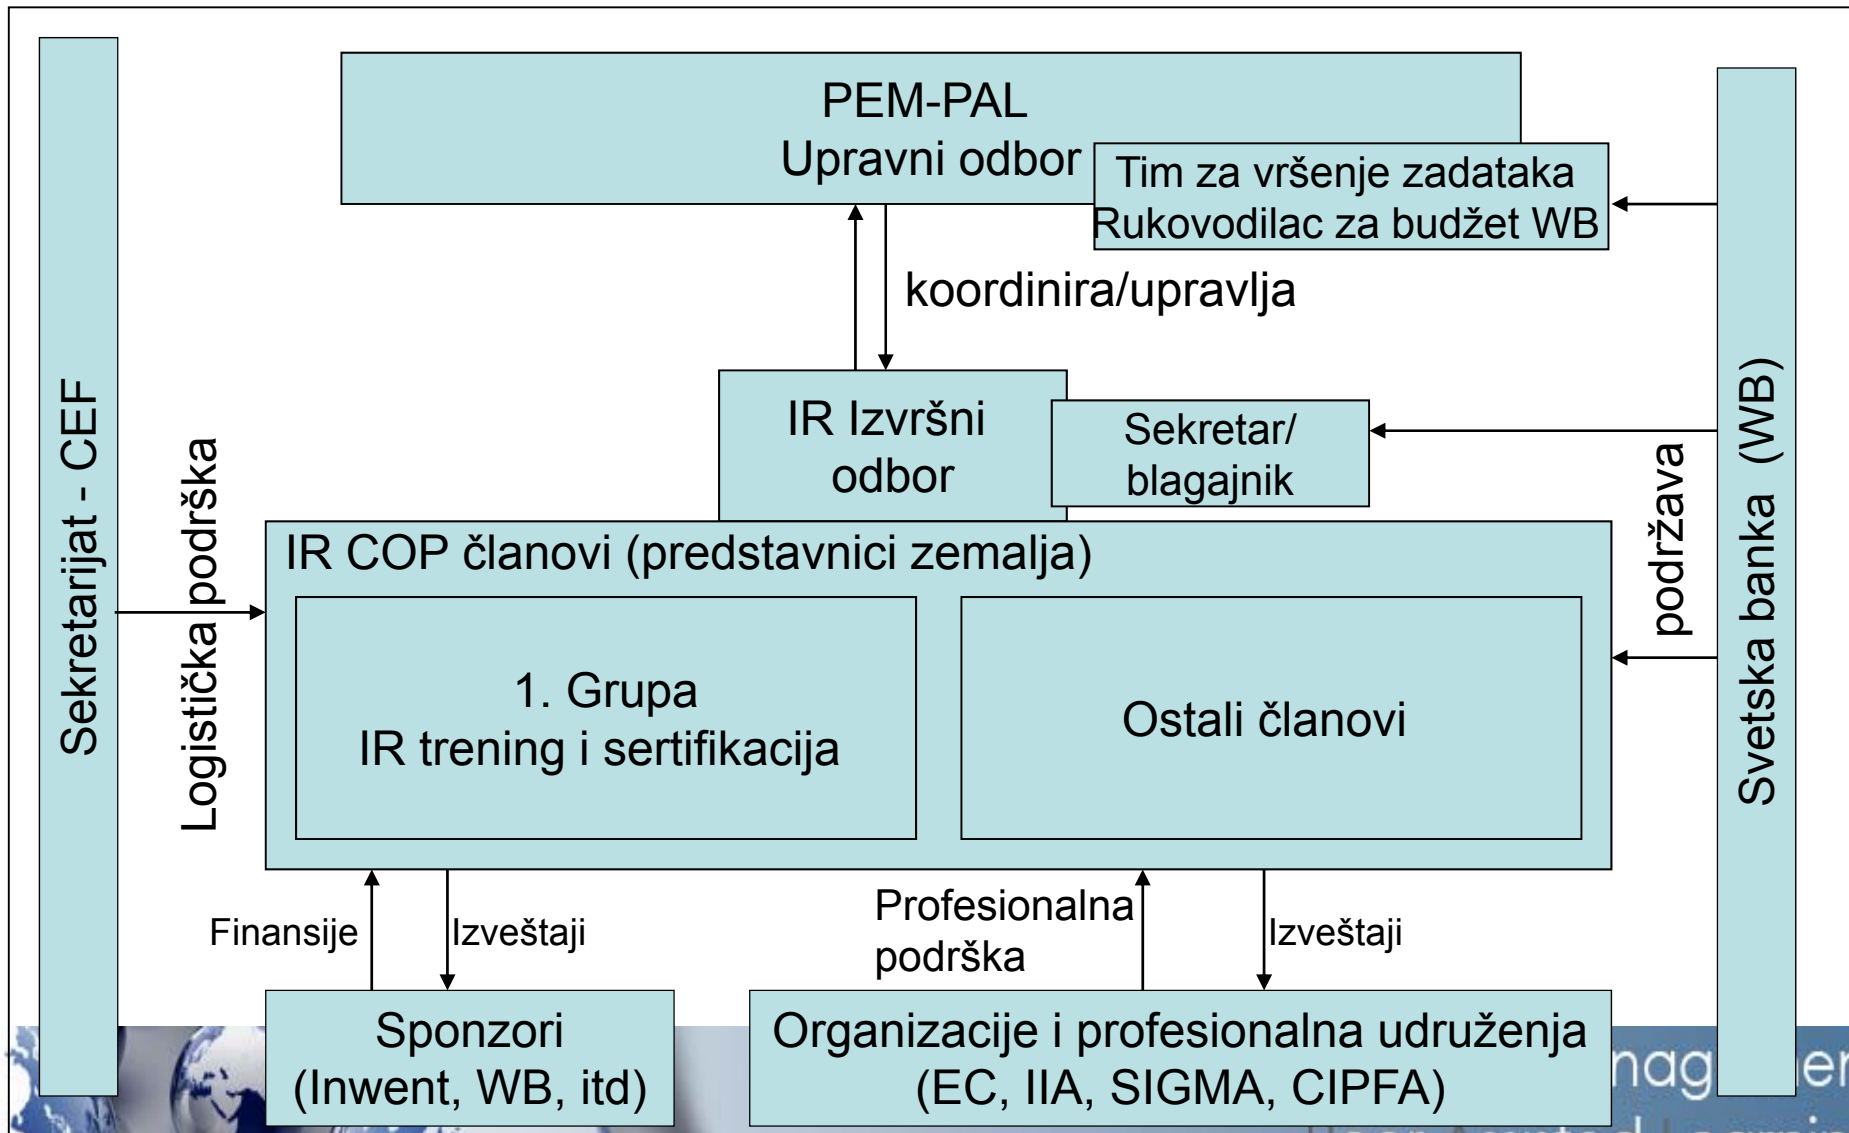 PEM-PAL
Upravni odbor
Tim za vršenje zadataka
Rukovodilac za budžet WB
koordinira/upravlja
Sekretarijat - CEF
Logistička podrška
IR Izvršni
odbor
Sekretar/
blagajnik
podržava
Svetska banka (WB)
IR COP članovi (predstavnici zemalja)
1. Grupa
IR trening i sertifikacija
Ostali članovi
Finansije
Izveštaji
Profesionalna
podrška
Izveštaji
Sponzori
(Inwent, WB, itd)
Organizacije i profesionalna udruženja
(EC, IIA, SIGMA, CIPFA)